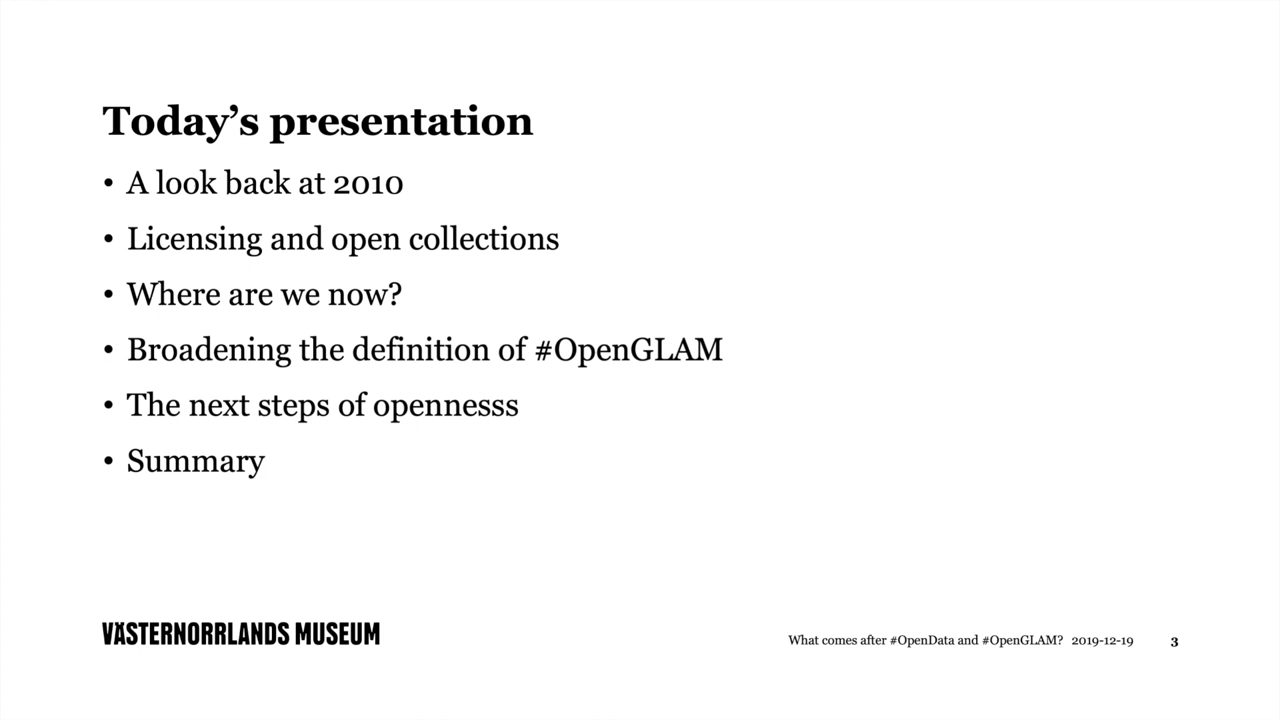 Today’s presentation
• A look back at 2010
• Licensing and open collections
• Where are we now?
• Broadening the definition of #OpenGLAM
• The next steps of opennesss
• Summary
VÄSTERNORRLANDS MUSEUM
What comes after #OpenData and #OpenGLAM? 2019-12-19 3